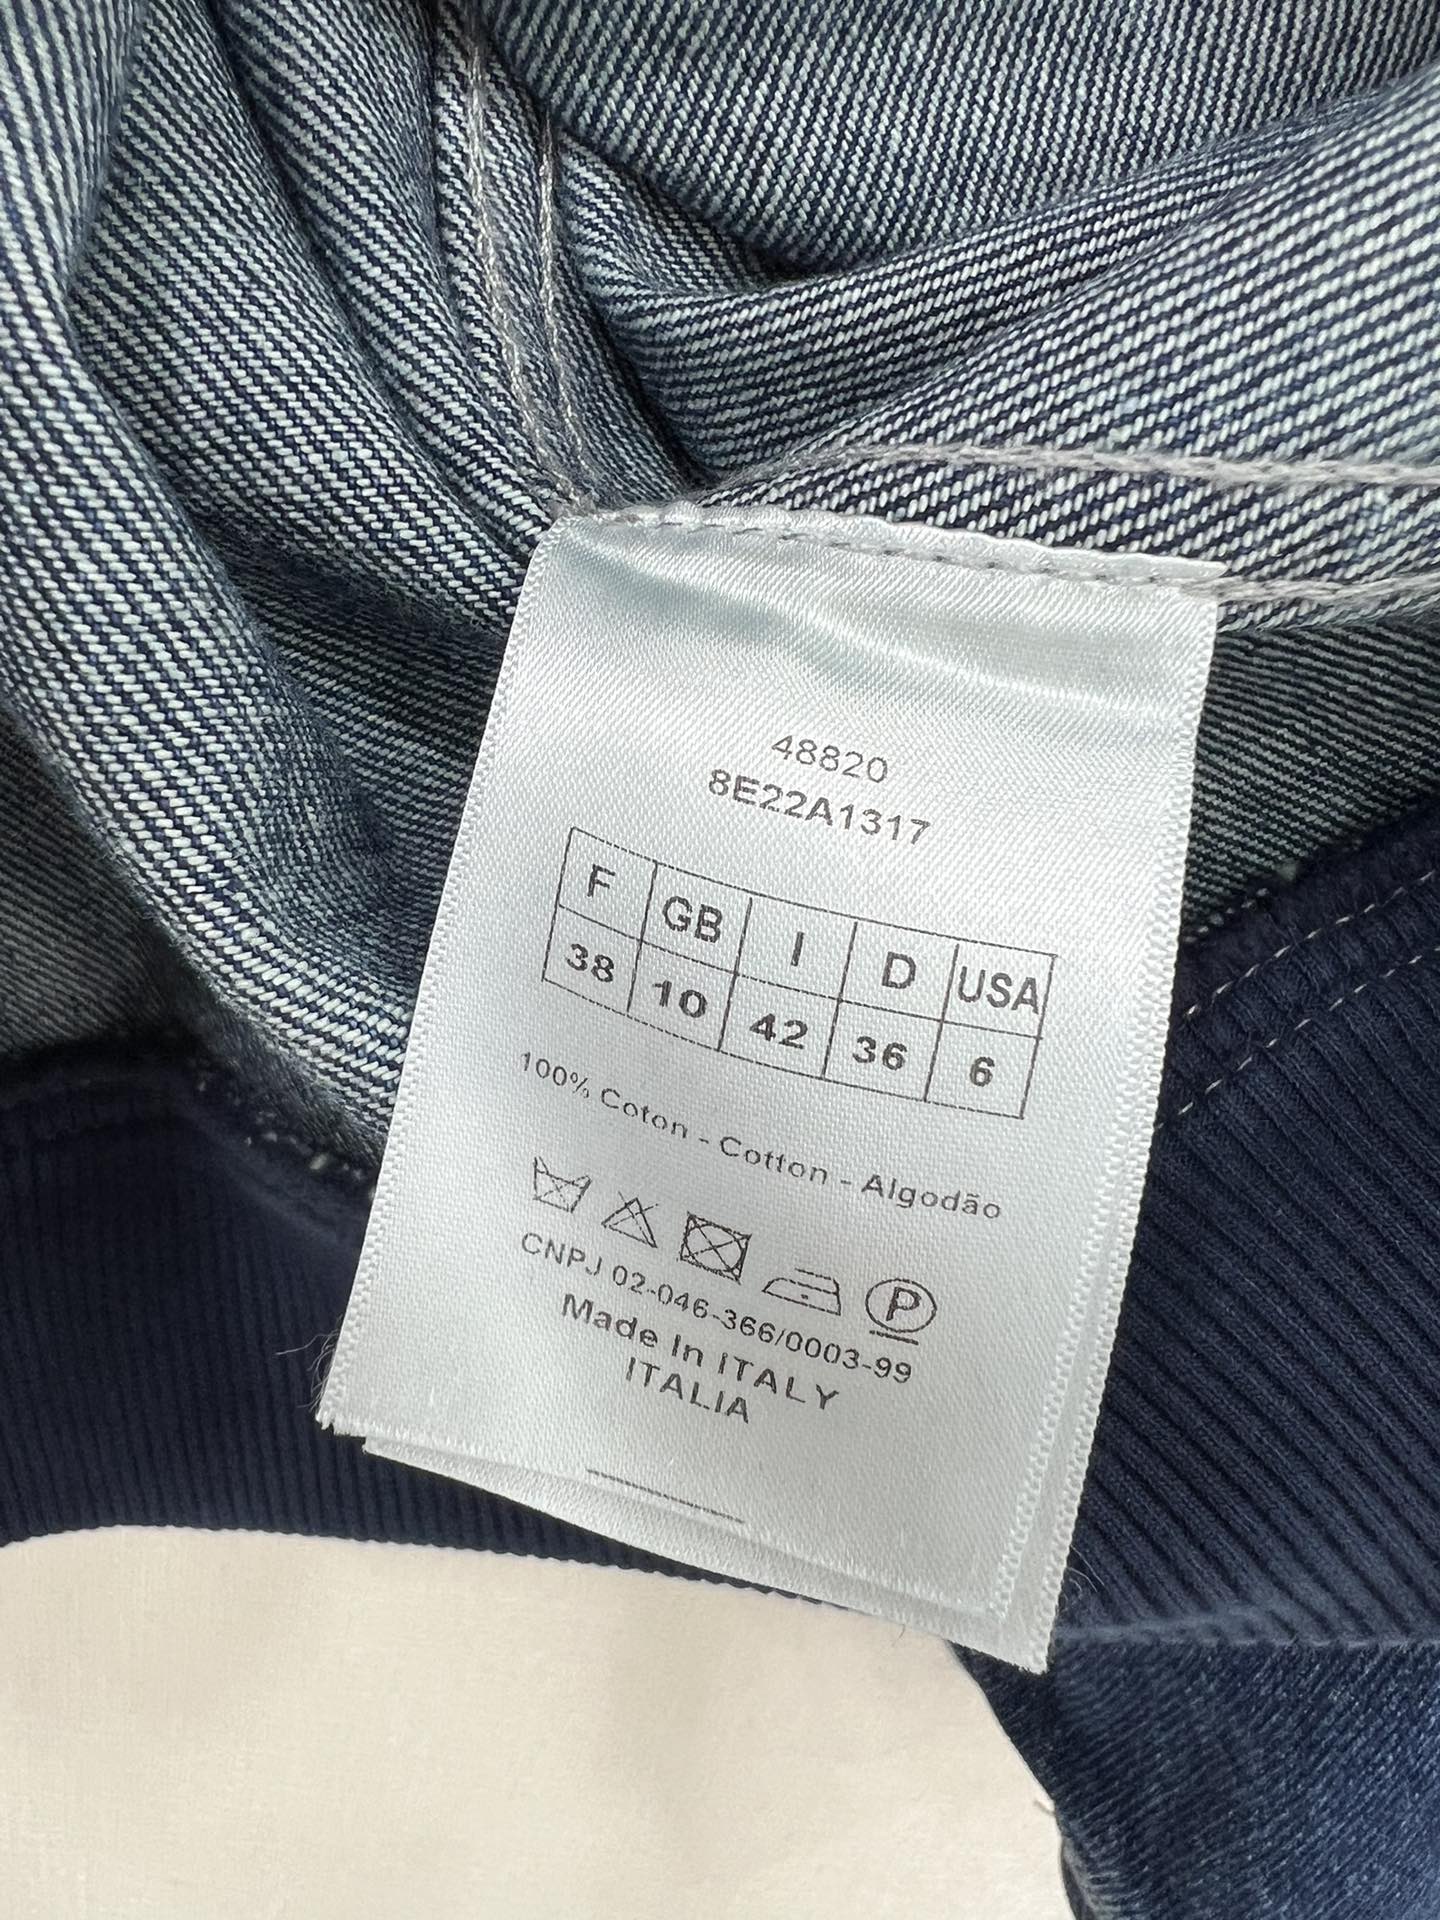 48820
8E22A1317
F GB I D USA
38 10 42 36 6
100% Coton - Cotton - Algodão
P
CNPJ 02-046-366/0003-99
Made In ITALY
ITALIA